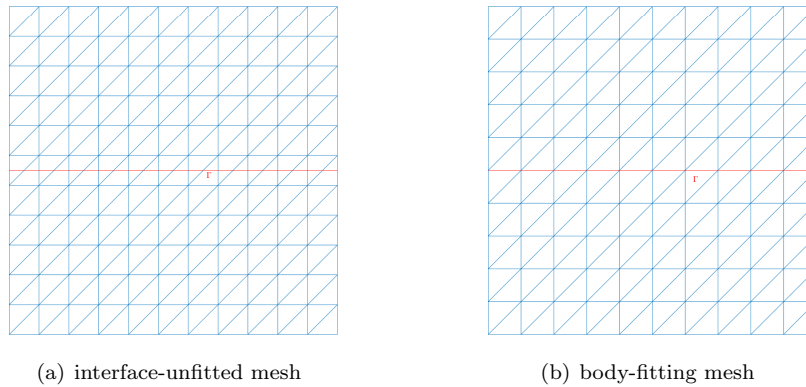 Γ
Γ
(a) interface-unfitted mesh
(b) body-fitting mesh